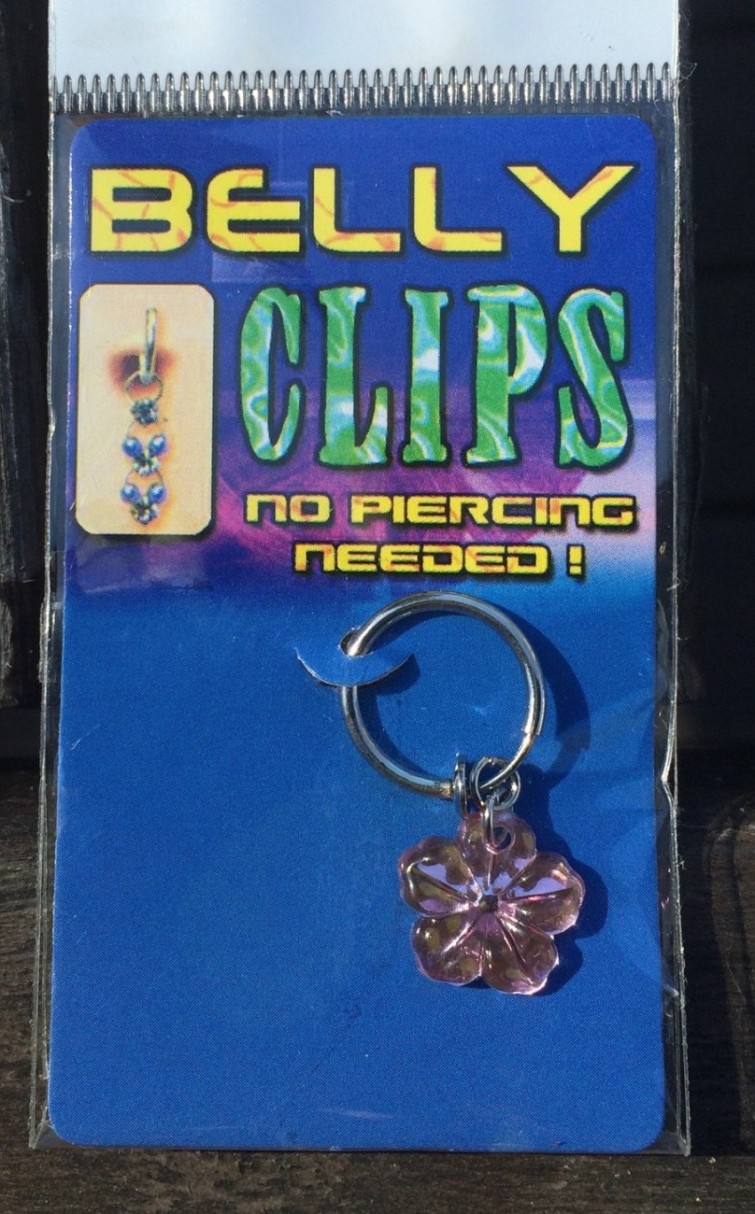 BELLY
CLIPS
NO PIERCING
NEEDED !